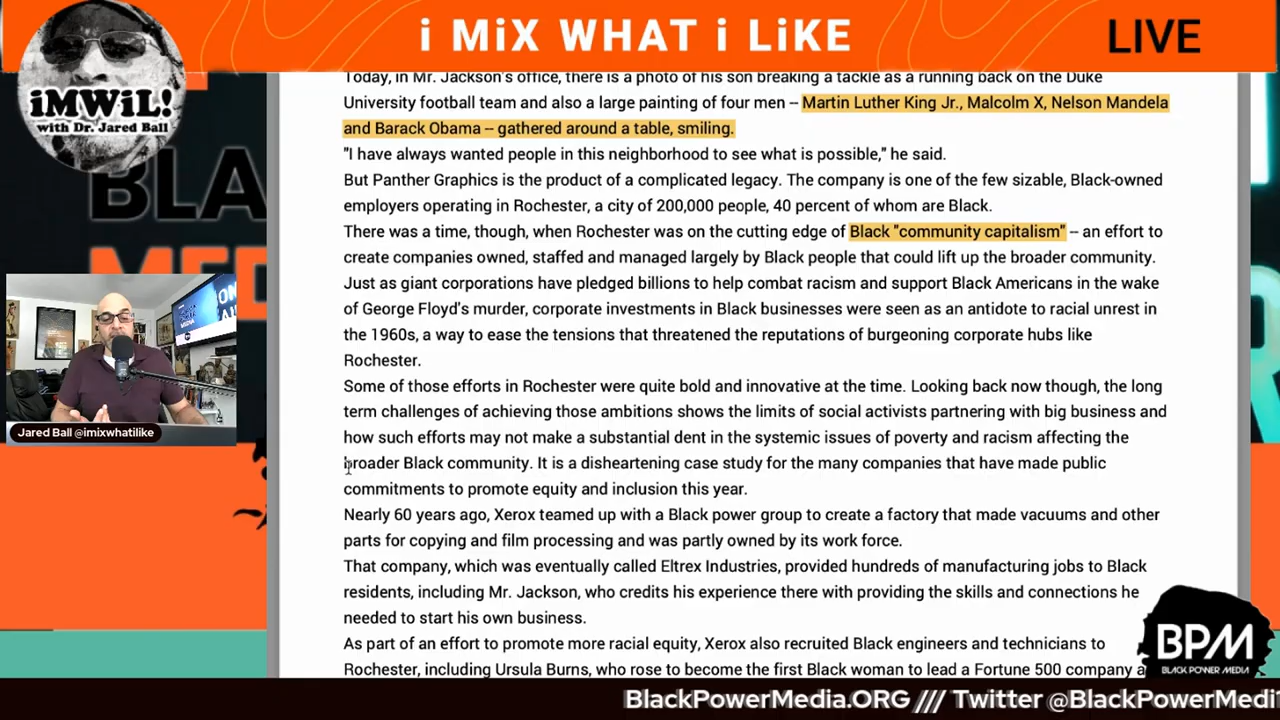 i MiX WHAT i LiKE
LIVE
iMWiL!
with Dr. Jared Ball
BLA
MED
Today, in Mr. Jackson's office, there is a photo of his son breaking a tackle as a running back on the Duke
University football team and also a large painting of four men -- Martin Luther King Jr., Malcolm X, Nelson Mandela
and Barack Obama -- gathered around a table, smiling.
"I have always wanted people in this neighborhood to see what is possible," he said.
But Panther Graphics is the product of a complicated legacy. The company is one of the few sizable, Black-owned
employers operating in Rochester, a city of 200,000 people, 40 percent of whom are Black.
There was a time, though, when Rochester was on the cutting edge of Black "community capitalism" -- an effort to
create companies owned, staffed and managed largely by Black people that could lift up the broader community.
Just as giant corporations have pledged billions to help combat racism and support Black Americans in the wake
of George Floyd's murder, corporate investments in Black businesses were seen as an antidote to racial unrest in
the 1960s, a way to ease the tensions that threatened the reputations of burgeoning corporate hubs like
Rochester.
Some of those efforts in Rochester were quite bold and innovative at the time. Looking back now though, the long
term challenges of achieving those ambitions shows the limits of social activists partnering with big business and
how such efforts may not make a substantial dent in the systemic issues of poverty and racism affecting the
broader Black community. It is a disheartening case study for the many companies that have made public
commitments to promote equity and inclusion this year.
Nearly 60 years ago, Xerox teamed up with a Black power group to create a factory that made vacuums and other
parts for copying and film processing and was partly owned by its work force.
That company, which was eventually called Eltrex Industries, provided hundreds of manufacturing jobs to Black
residents, including Mr. Jackson, who credits his experience there with providing the skills and connections he
needed to start his own business.
As part of an effort to promote more racial equity, Xerox also recruited Black engineers and technicians to
Rochester, including Ursula Burns, who rose to become the first Black woman to lead a Fortune 500 company a
Jared Ball @imixwhatilike
BPM
BLACK POWER MEDIA
BlackPowerMedia.ORG /// Twitter @BlackPowerMedi